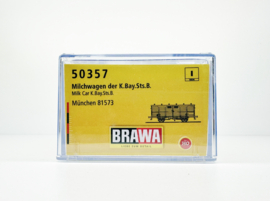 50357
Milchwagen der K.Bay.Sts.B.
Milk Car K.Bay.Sts.B
München 81573
I
BRAWA